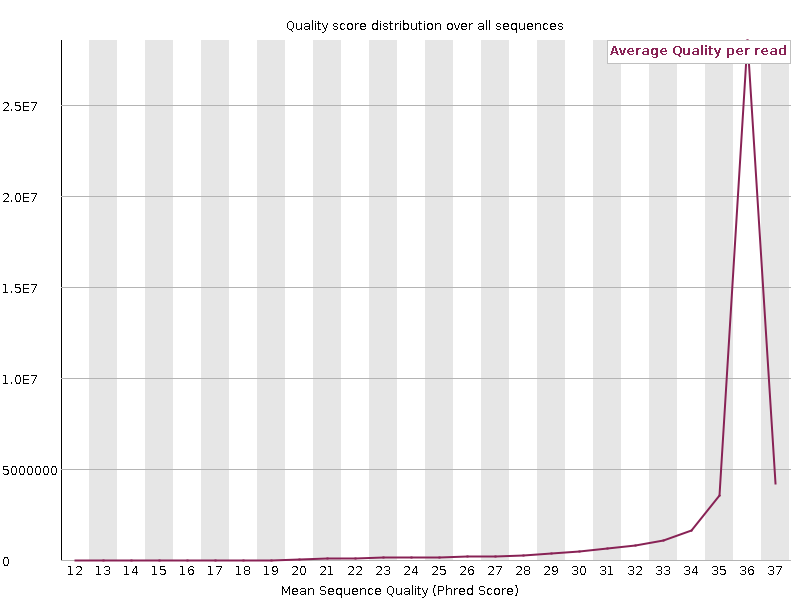 Quality score distribution over all sequences
Average Quality per read
2.5E7
2.0E7
1.5E7
1.0E7
5000000
0
12 13 14 15 16 17 18 19 20 21 22 23 24 25 26 27 28 29 30 31 32 33 34 35 36 37
Mean Sequence Quality (Phred Score)